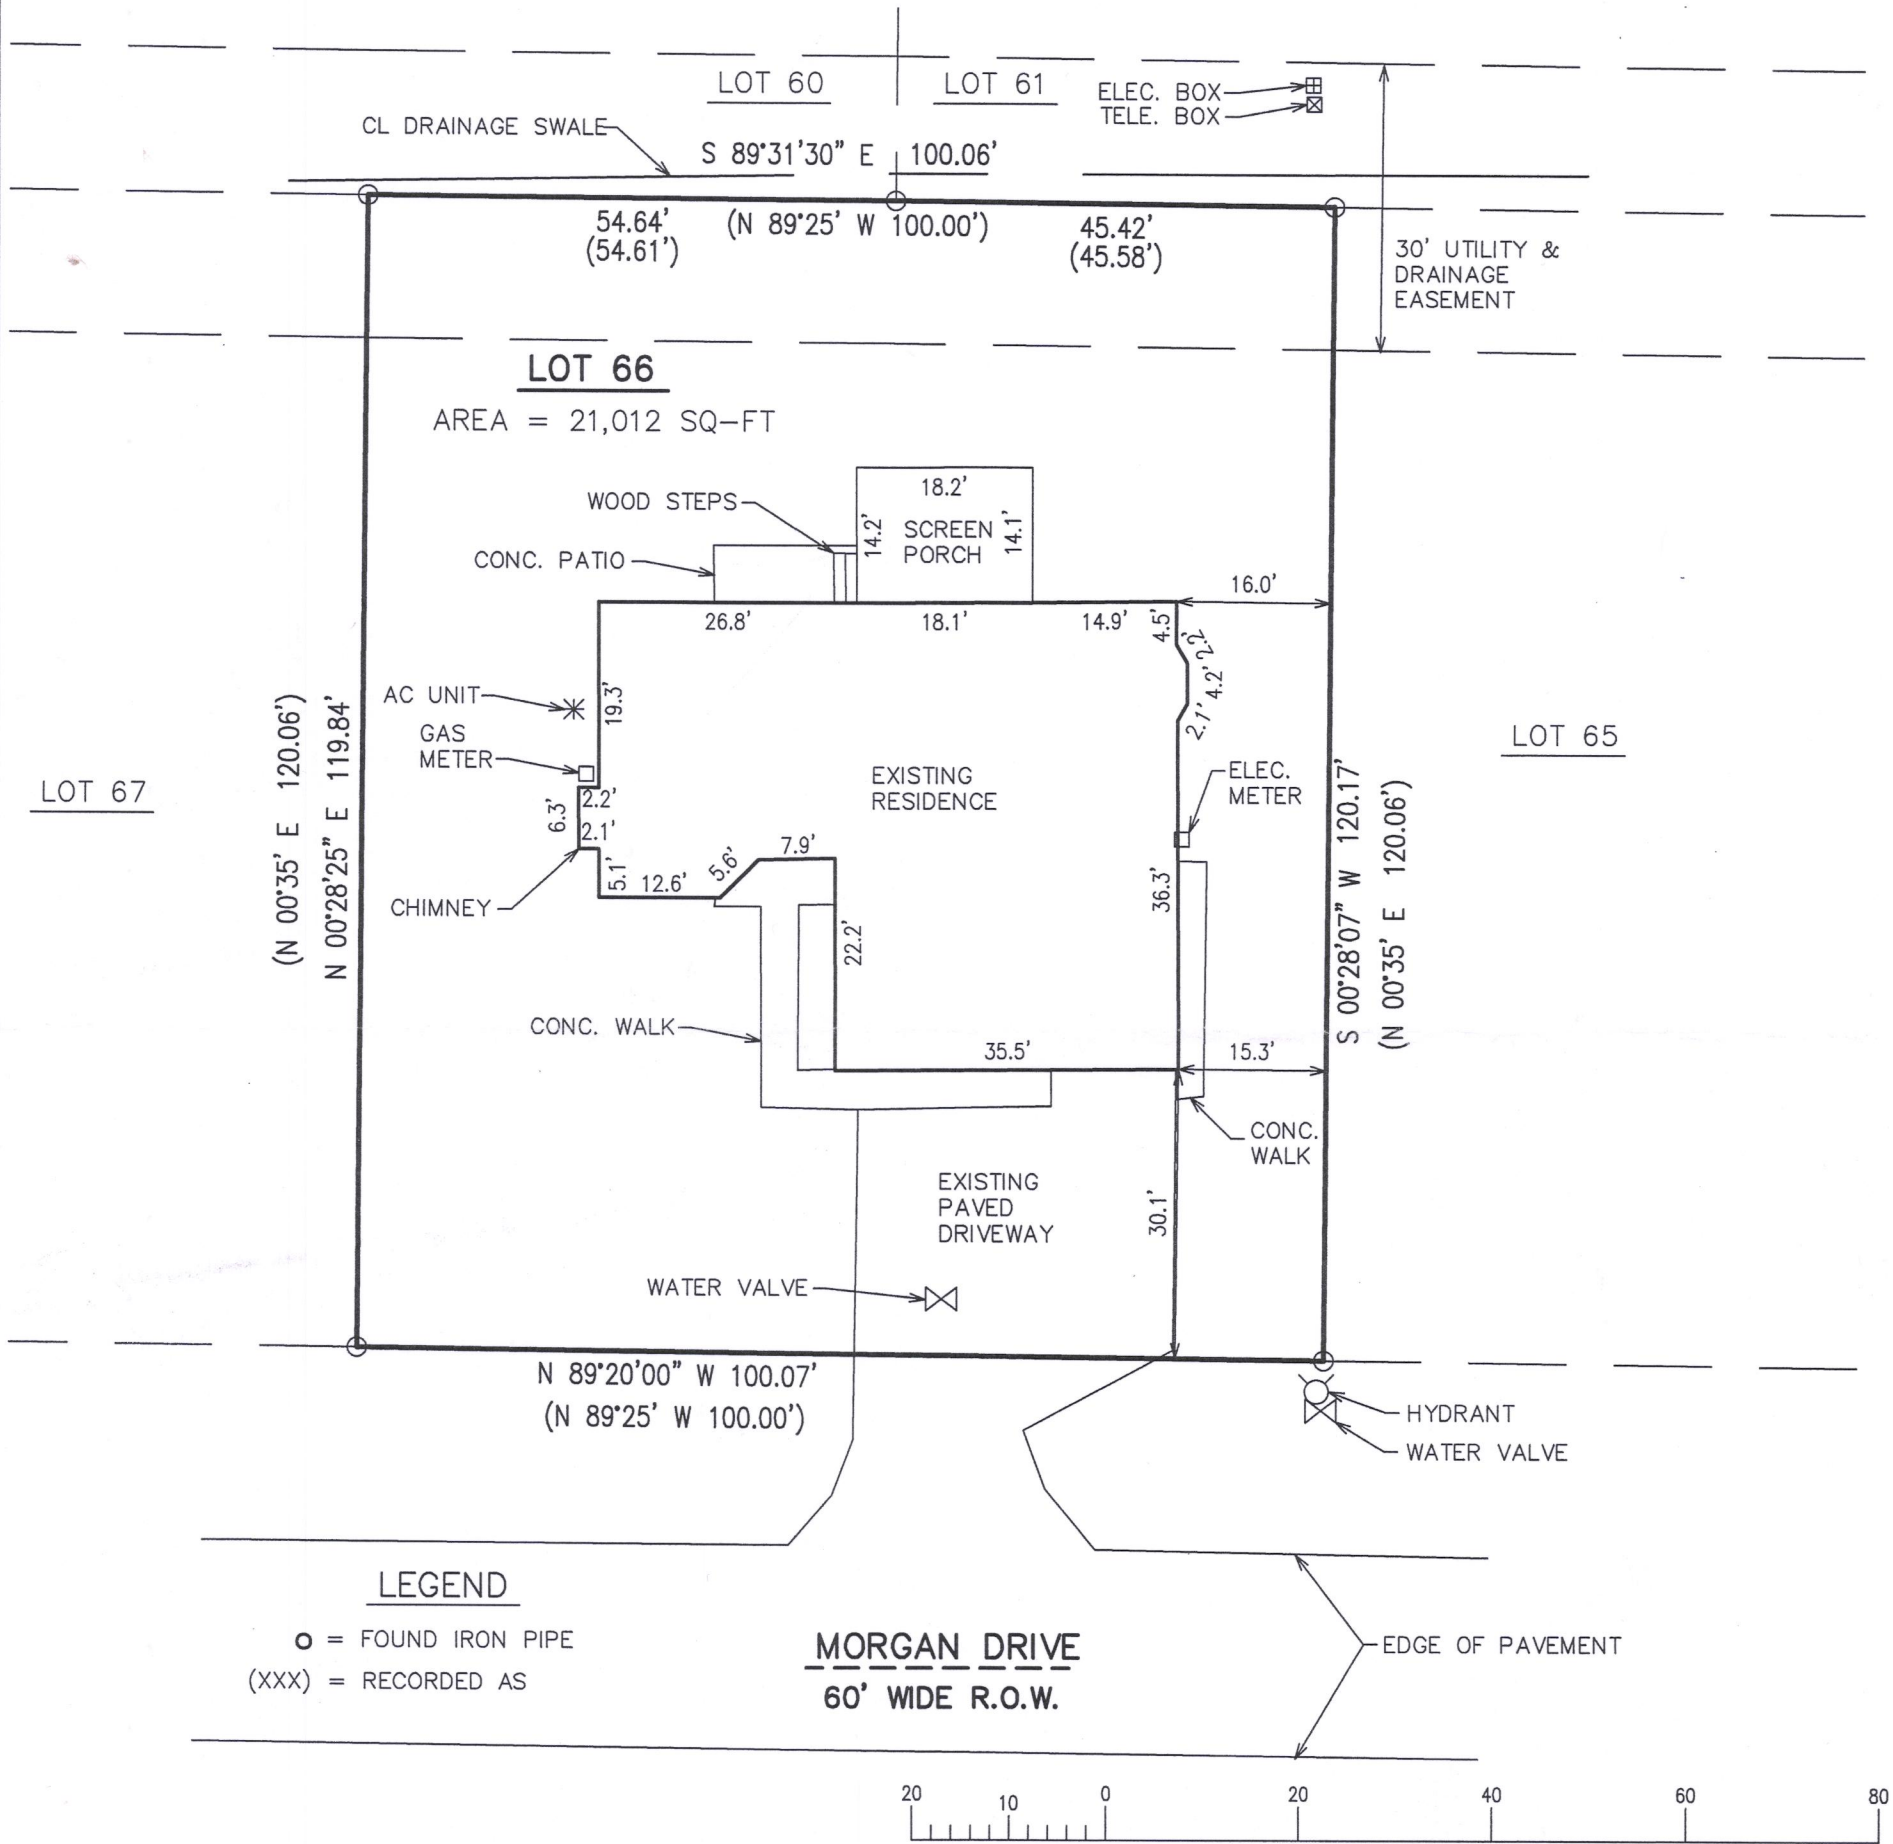 LOT 60
LOT 61
ELEC. BOX
TELE. BOX
CL DRAINAGE SWALE
S 89°31'30" E 100.06'
54.64'
(54.61')
(N 89°25' W 100.00')
45.42'
(45.58')
30' UTILITY &
DRAINAGE
EASEMENT
LOT 66
AREA = 21,012 SQ-FT
WOOD STEPS
18.2'
14.2'
SCREEN
PORCH
14.1'
CONC. PATIO
16.0'
26.8'
18.1'
14.9'
4.5'
2.2'
4.2'
2.1'
AC UNIT
19.3'
GAS
METER
LOT 67
(N 00°35' E 120.06')
N 00°28'25" E 119.84'
2.2'
6.3'
2.1'
EXISTING
RESIDENCE
ELEC.
METER
LOT 65
S 00°28'07" W 120.17'
(N 00°35' E 120.06')
CHIMNEY
5.1'
12.6'
5.6'
7.9'
22.2'
36.3'
CONC. WALK
35.5'
15.3'
CONC.
WALK
EXISTING
PAVED
DRIVEWAY
30.1'
WATER VALVE
N 89°20'00" W 100.07'
(N 89°25' W 100.00')
HYDRANT
WATER VALVE
LEGEND
O = FOUND IRON PIPE
(XXX) = RECORDED AS
MORGAN DRIVE
60' WIDE R.O.W.
EDGE OF PAVEMENT
20 10 0 20 40 60 80